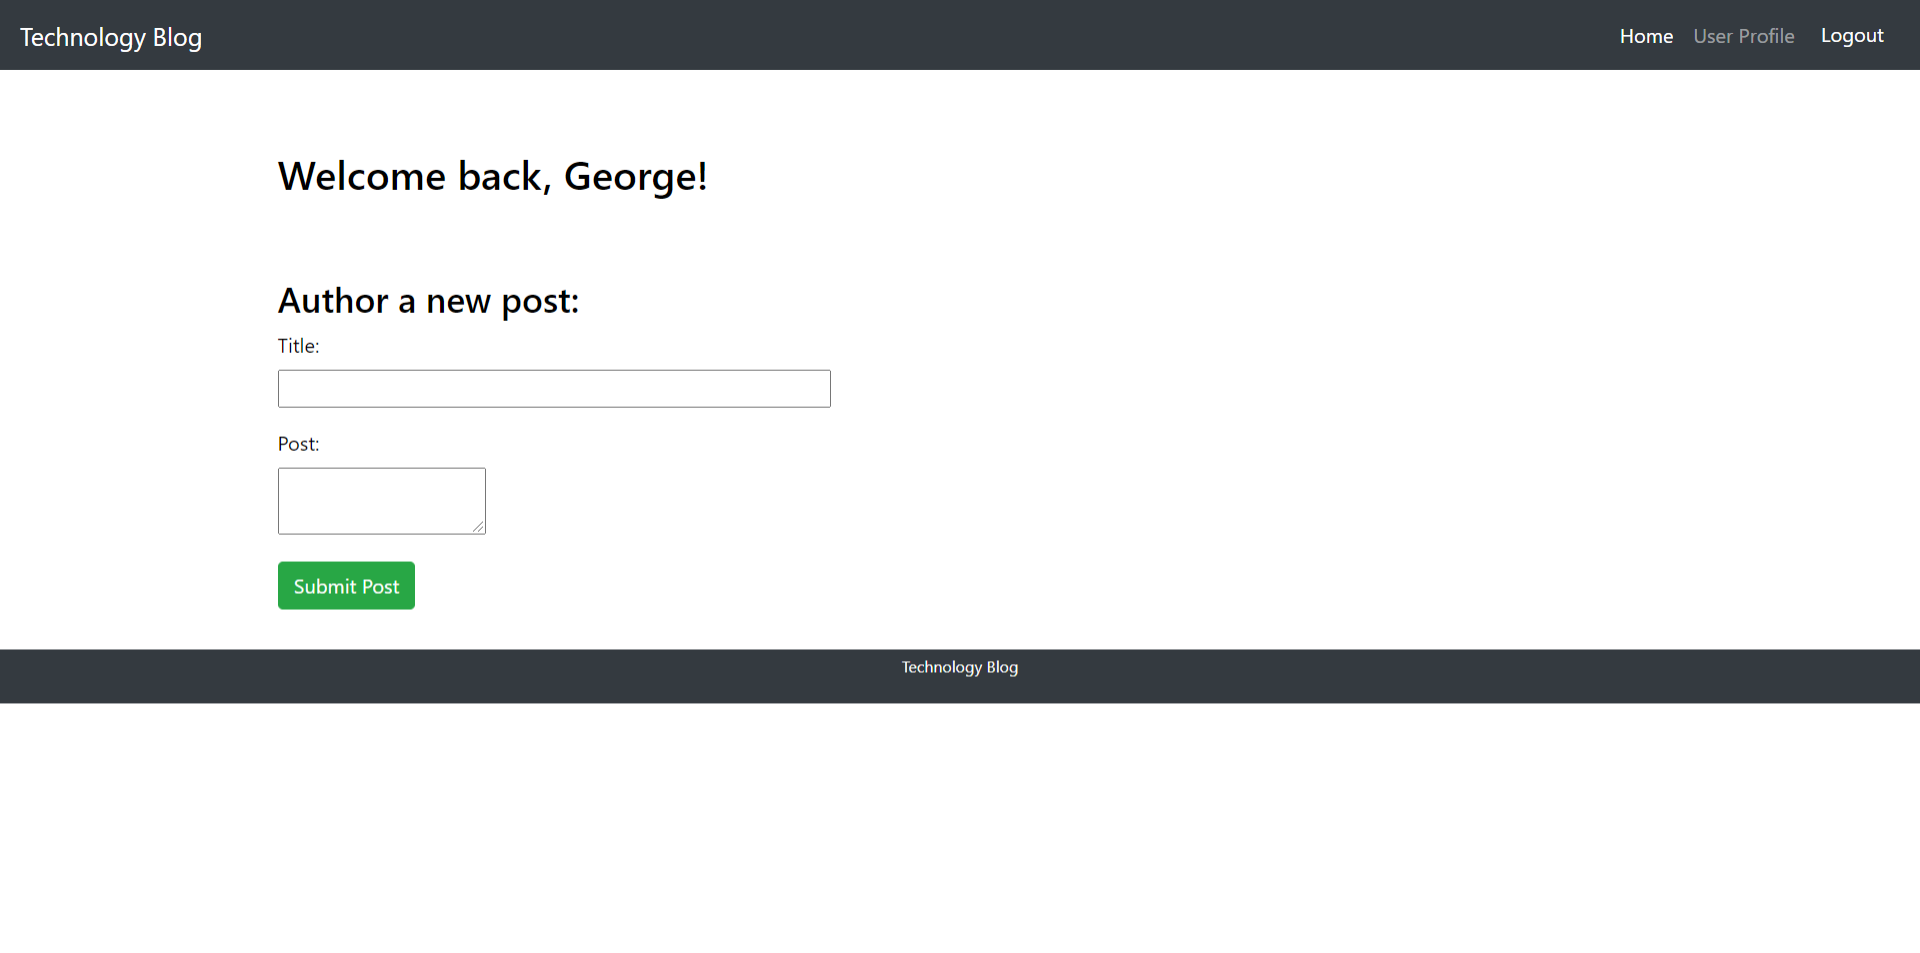 Technology Blog
Home User Profile Logout
Welcome back, George!
Author a new post:
Title:
Post:
Submit Post
Technology Blog